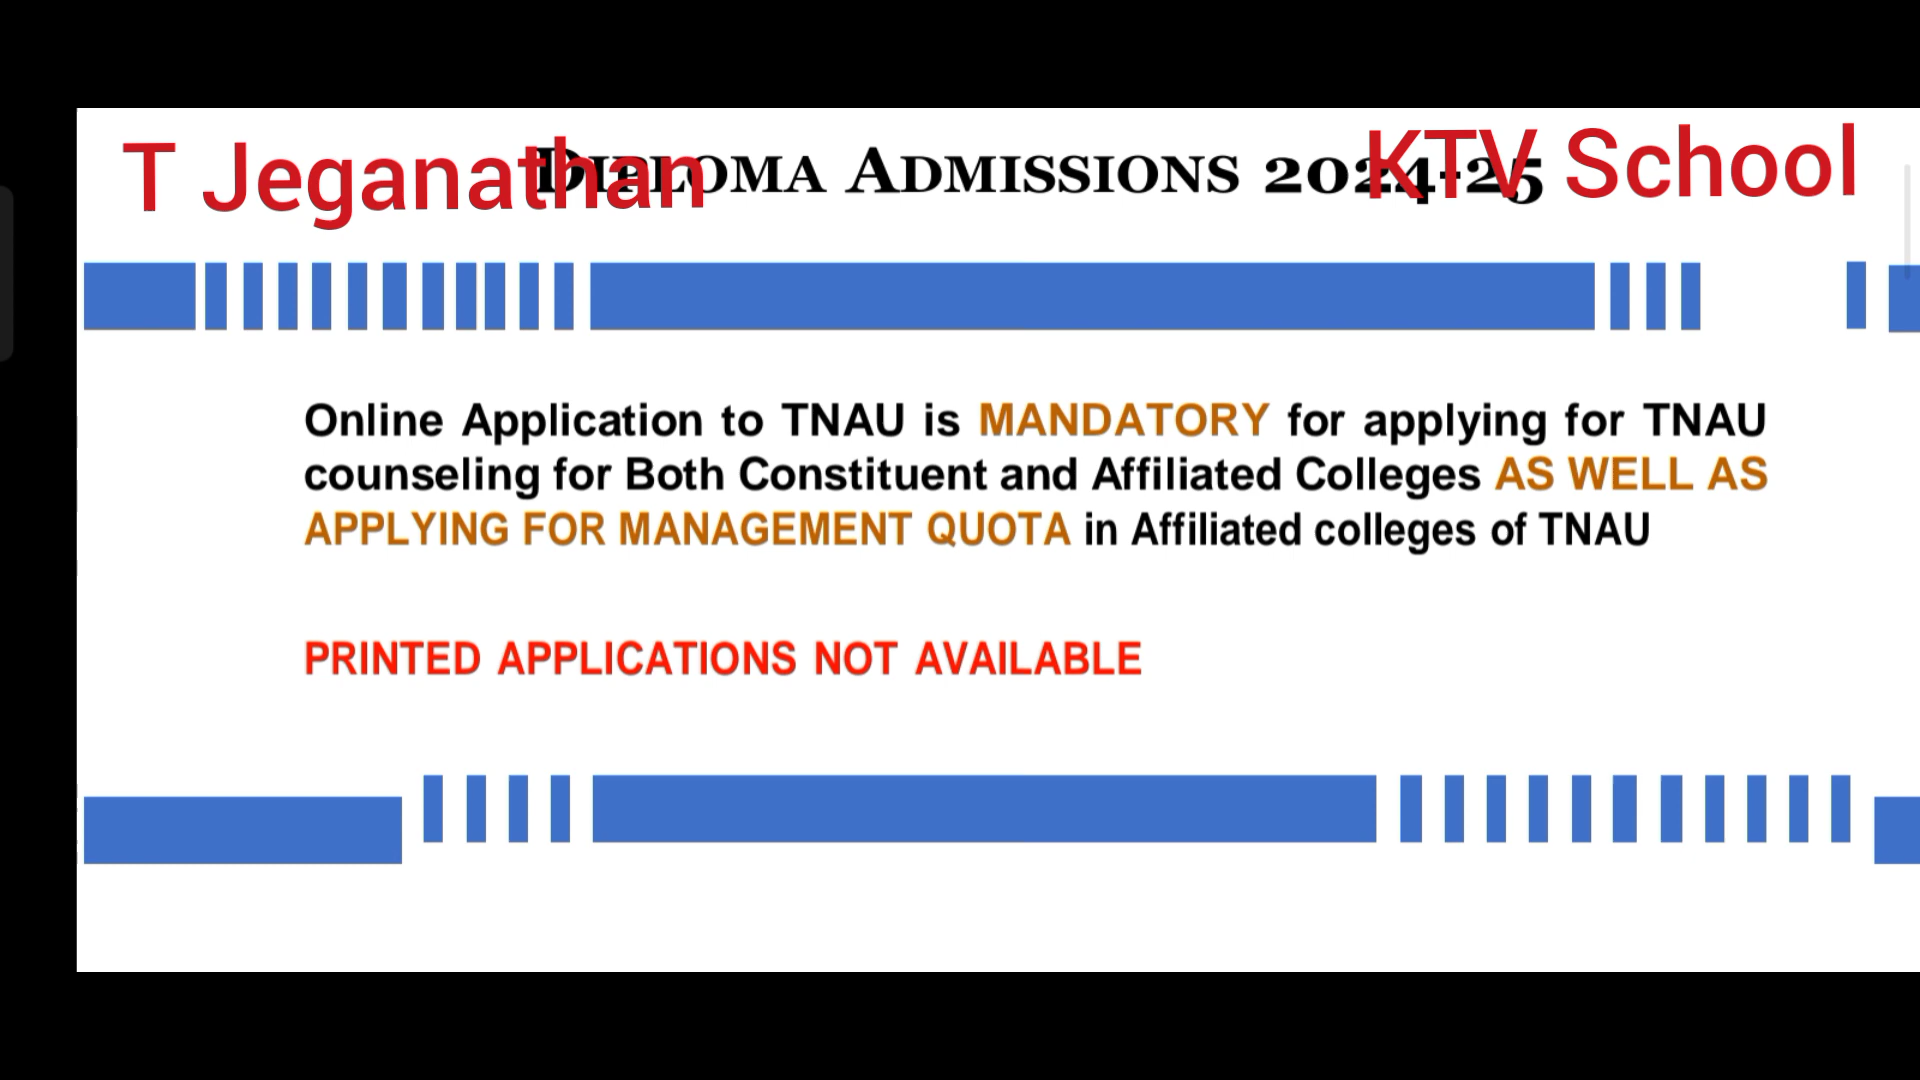 T Jeganathan
DIPLOMA ADMISSIONS 2024-25
KTV School
Online Application to TNAU is MANDATORY for applying for TNAU
counseling for Both Constituent and Affiliated Colleges AS WELL AS
APPLYING FOR MANAGEMENT QUOTA in Affiliated colleges of TNAU
PRINTED APPLICATIONS NOT AVAILABLE